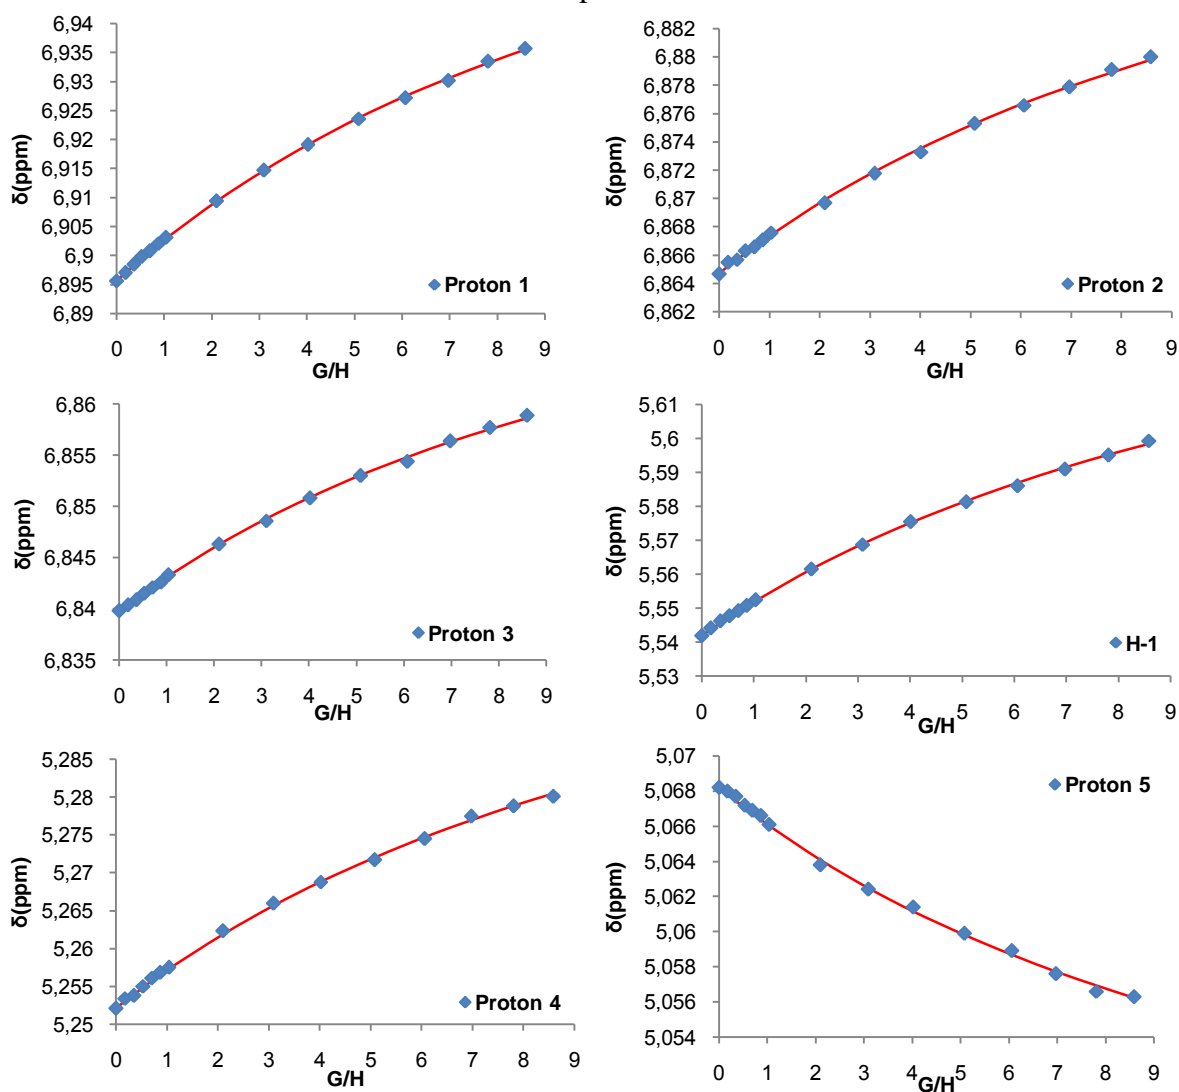 6,94
6,935
6,93
6,925
6,92
6,915
6,91
6,905
6,9
6,895
6,89
δ(ppm)
Proton 1
0 1 2 3 4 5 6 7 8 9
G/H
6,882
6,88
6,878
6,876
6,874
6,872
6,87
6,868
6,866
6,864
6,862
δ(ppm)
Proton 2
0 1 2 3 4 5 6 7 8 9
G/H
6,86
6,855
6,85
6,845
6,84
6,835
δ(ppm)
Proton 3
0 1 2 3 4 5 6 7 8 9
G/H
5,61
5,6
5,59
5,58
5,57
5,56
5,55
5,54
5,53
δ(ppm)
H-1
0 1 2 3 4 5 6 7 8 9
G/H
5,285
5,28
5,275
5,27
5,265
5,26
5,255
5,25
δ(ppm)
Proton 4
0 1 2 3 4 5 6 7 8 9
G/H
5,07
5,068
5,066
5,064
5,062
5,06
5,058
5,056
5,054
δ(ppm)
Proton 5
0 1 2 3 4 5 6 7 8 9
G/H